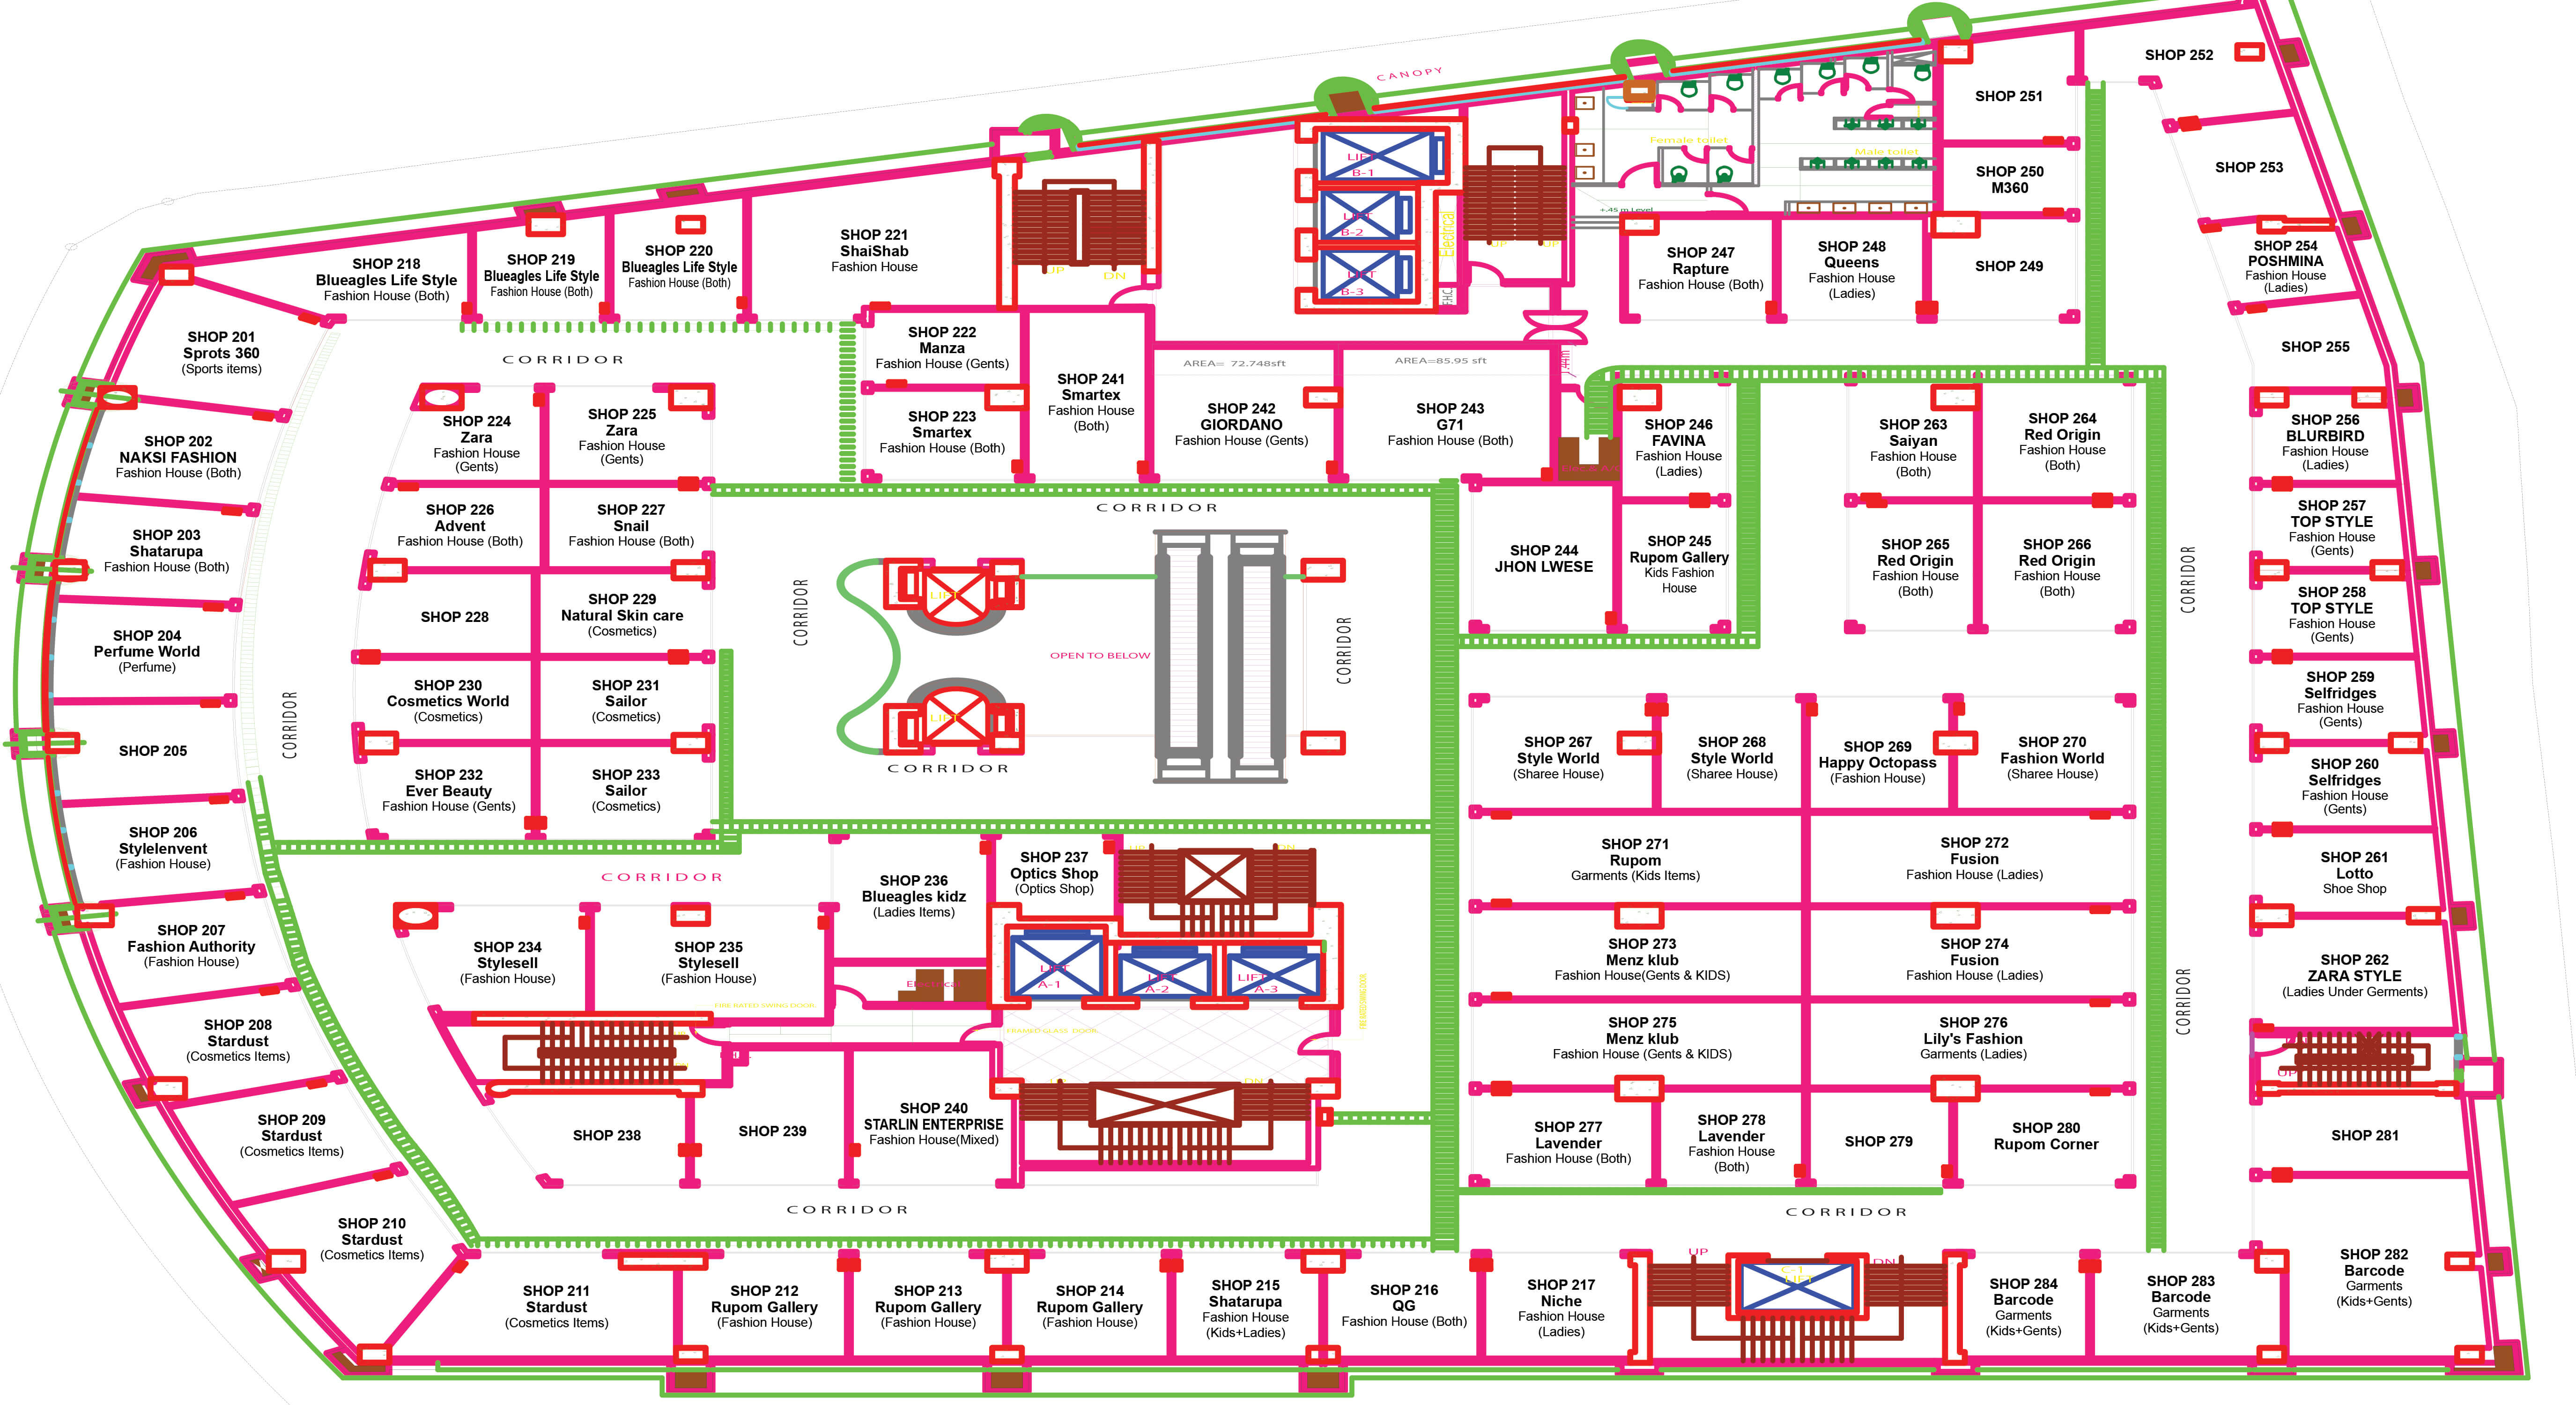 CANOPY
SHOP 252
SHOP 251
SHOP 253
SHOP 250
M360
Female toilet
Male toilet
+.45 m Level
LIFT
B-1
LIFT
B-2
LIFT
B-3
Electrical
F.H.C
UP
DN
UP
UP
SHOP 218
Blueagles Life Style
Fashion House (Both)
SHOP 219
Blueagles Life Style
Fashion House (Both)
SHOP 220
Blueagles Life Style
Fashion House (Both)
SHOP 221
ShaiShab
Fashion House
SHOP 247
Rapture
Fashion House (Both)
SHOP 248
Queens
Fashion House
(Ladies)
SHOP 249
SHOP 254
POSHMINA
Fashion House
(Ladies)
SHOP 255
SHOP 201
Sprots 360
(Sports items)
CORRIDOR
SHOP 222
Manza
Fashion House (Gents)
SHOP 223
Smartex
Fashion House (Both)
SHOP 241
Smartex
Fashion House
(Both)
AREA= 72.748sft
SHOP 242
GIORDANO
Fashion House (Gents)
AREA=85.95 sft
SHOP 243
G71
Fashion House (Both)
SHOP 246
FAVINA
Fashion House
(Ladies)
SHOP 263
Saiyan
Fashion House
(Both)
SHOP 264
Red Origin
Fashion House
(Both)
SHOP 256
BLURBIRD
Fashion House
(Ladies)
SHOP 202
NAKSI FASHION
Fashion House (Both)
SHOP 224
Zara
Fashion House
(Gents)
SHOP 225
Zara
Fashion House
(Gents)
SHOP 203
Shatarupa
Fashion House (Both)
SHOP 226
Advent
Fashion House (Both)
SHOP 227
Snail
Fashion House (Both)
CORRIDOR
SHOP 244
JHON LWESE
SHOP 245
Rupom Gallery
Kids Fashion
House
SHOP 265
Red Origin
Fashion House
(Both)
SHOP 266
Red Origin
Fashion House
(Both)
CORRIDOR
SHOP 257
TOP STYLE
Fashion House
(Gents)
SHOP 258
TOP STYLE
Fashion House
(Gents)
SHOP 204
Perfume World
(Perfume)
SHOP 228
SHOP 229
Natural Skin care
(Cosmetics)
CORRIDOR
LIFT
OPEN TO BELOW
CORRIDOR
LIFT
CORRIDOR
CORRIDOR
SHOP 205
SHOP 230
Cosmetics World
(Cosmetics)
SHOP 231
Sailor
(Cosmetics)
SHOP 232
Ever Beauty
Fashion House (Gents)
SHOP 233
Sailor
(Cosmetics)
SHOP 267
Style World
(Sharee House)
SHOP 268
Style World
(Sharee House)
SHOP 269
Happy Octopass
(Fashion House)
SHOP 270
Fashion World
(Sharee House)
SHOP 259
Selfridges
Fashion House
(Gents)
SHOP 260
Selfridges
Fashion House
(Gents)
SHOP 206
Stylelenvent
(Fashion House)
CORRIDOR
SHOP 236
Blueagles kidz
(Ladies Items)
SHOP 237
Optics Shop
(Optics Shop)
UP
DN
SHOP 271
Rupom
Garments (Kids Items)
SHOP 272
Fusion
Fashion House (Ladies)
SHOP 261
Lotto
Shoe Shop
SHOP 207
Fashion Authority
(Fashion House)
SHOP 234
Stylesell
(Fashion House)
SHOP 235
Stylesell
(Fashion House)
Electrical
LIFT
A-1
LIFT
A-2
LIFT
A-3
FIRE RATED SWING DOOR
FIRE RATED SWING DOOR
FRAMED GLASS DOOR
SHOP 273
Menz klub
Fashion House(Gents & KIDS)
SHOP 274
Fusion
Fashion House (Ladies)
CORRIDOR
SHOP 262
ZARA STYLE
(Ladies Under Germents)
SHOP 208
Stardust
(Cosmetics Items)
SHOP 275
Menz klub
Fashion House (Gents & KIDS)
SHOP 276
Lily's Fashion
Garments (Ladies)
UP
SHOP 209
Stardust
(Cosmetics Items)
SHOP 238
SHOP 239
SHOP 240
STARLIN ENTERPRISE
Fashion House(Mixed)
UP
DN
SHOP 277
Lavender
Fashion House (Both)
SHOP 278
Lavender
Fashion House
(Both)
SHOP 279
SHOP 280
Rupom Corner
SHOP 281
SHOP 210
Stardust
(Cosmetics Items)
CORRIDOR
CORRIDOR
SHOP 211
Stardust
(Cosmetics Items)
SHOP 212
Rupom Gallery
(Fashion House)
SHOP 213
Rupom Gallery
(Fashion House)
SHOP 214
Rupom Gallery
(Fashion House)
SHOP 215
Shatarupa
Fashion House
(Kids+Ladies)
SHOP 216
QG
Fashion House (Both)
SHOP 217
Niche
Fashion House
(Ladies)
UP
C-1
LIFT
DN
SHOP 284
Barcode
Garments
(Kids+Gents)
SHOP 283
Barcode
Garments
(Kids+Gents)
SHOP 282
Barcode
Garments
(Kids+Gents)